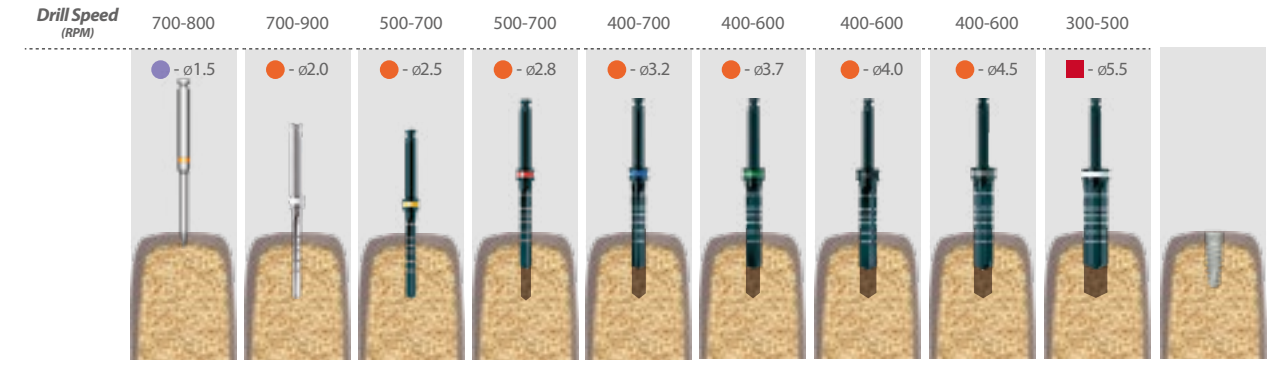 Drill Speed 700-800 700-900 500-700 500-700 400-700 400-600 400-600 400-600 300-500
(RPM)
- ø1.5 - ø2.0 - ø2.5 - ø2.8 - ø3.2 - ø3.7 - ø4.0 - ø4.5 - ø5.5